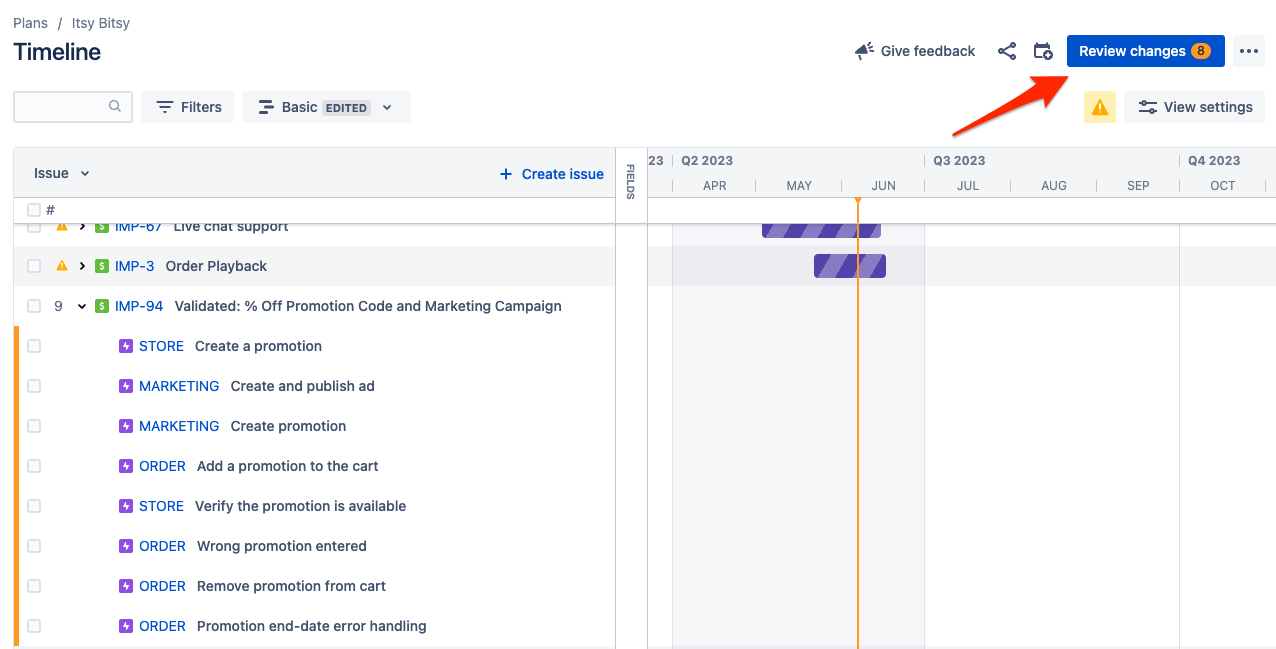 Plans / Itsy Bitsy
Timeline
Give feedback
Review changes 8
Filters
Basic EDITED
View settings
Issue
+ Create issue
FIELDS
23 Q2 2023 Q3 2023 Q4 2023
APR MAY JUN JUL AUG SEP OCT
#
$ IMP-67 Live chat support
$ IMP-3 Order Playback
9 $ IMP-94 Validated: % Off Promotion Code and Marketing Campaign
STORE Create a promotion
MARKETING Create and publish ad
MARKETING Create promotion
ORDER Add a promotion to the cart
STORE Verify the promotion is available
ORDER Wrong promotion entered
ORDER Remove promotion from cart
ORDER Promotion end-date error handling